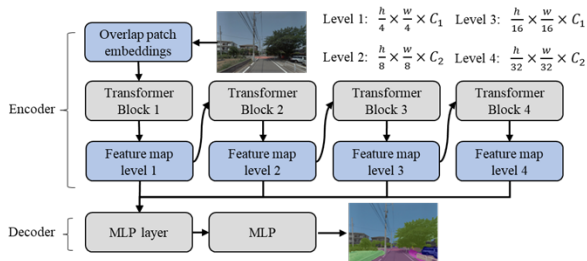 Overlap patch
embeddings
Level 1: h/4 × w/4 × C₁
Level 3: h/16 × w/16 × C₁
Level 2: h/8 × w/8 × C₂
Level 4: h/32 × w/32 × C₂
Encoder
Transformer
Block 1
Transformer
Block 2
Transformer
Block 3
Transformer
Block 4
Feature map
level 1
Feature map
level 2
Feature map
level 3
Feature map
level 4
Decoder
MLP layer
MLP